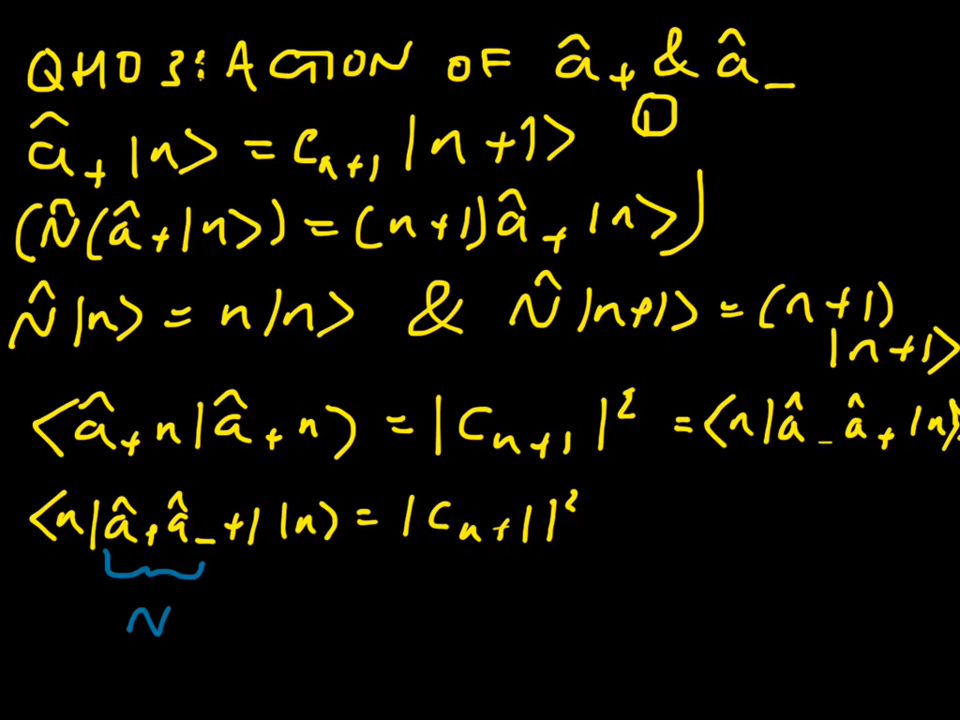 QHO 3: ACTION OF â₊ & â₋
①
â₊|n> = cₙ₊₁ |n+1>
(N̂(â₊|n>) = (n+1)â₊|n>)
N̂|n> = n|n> & N̂|n+1> = (n+1)
|n+1>
<â₊n|â₊n> = |cₙ₊₁|² = <n|â₋â₊|n>
<n|â₊â₋+1|n> = |cₙ₊₁|²
N